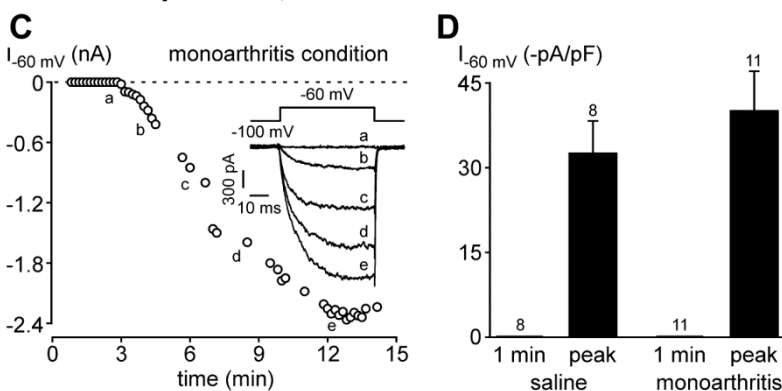 C
I-60 mV (nA)
monoarthritis condition
0
-0.6
-1.2
-1.8
-2.4
0
3
6
9
12
15
time (min)
a
b
c
d
e
-60 mV
-100 mV
300 pA
10 ms
a
b
c
d
e
D
I-60 mV (-pA/pF)
45
30
15
0
8
8
11
11
1 min
peak
1 min
peak
saline
monoarthritis